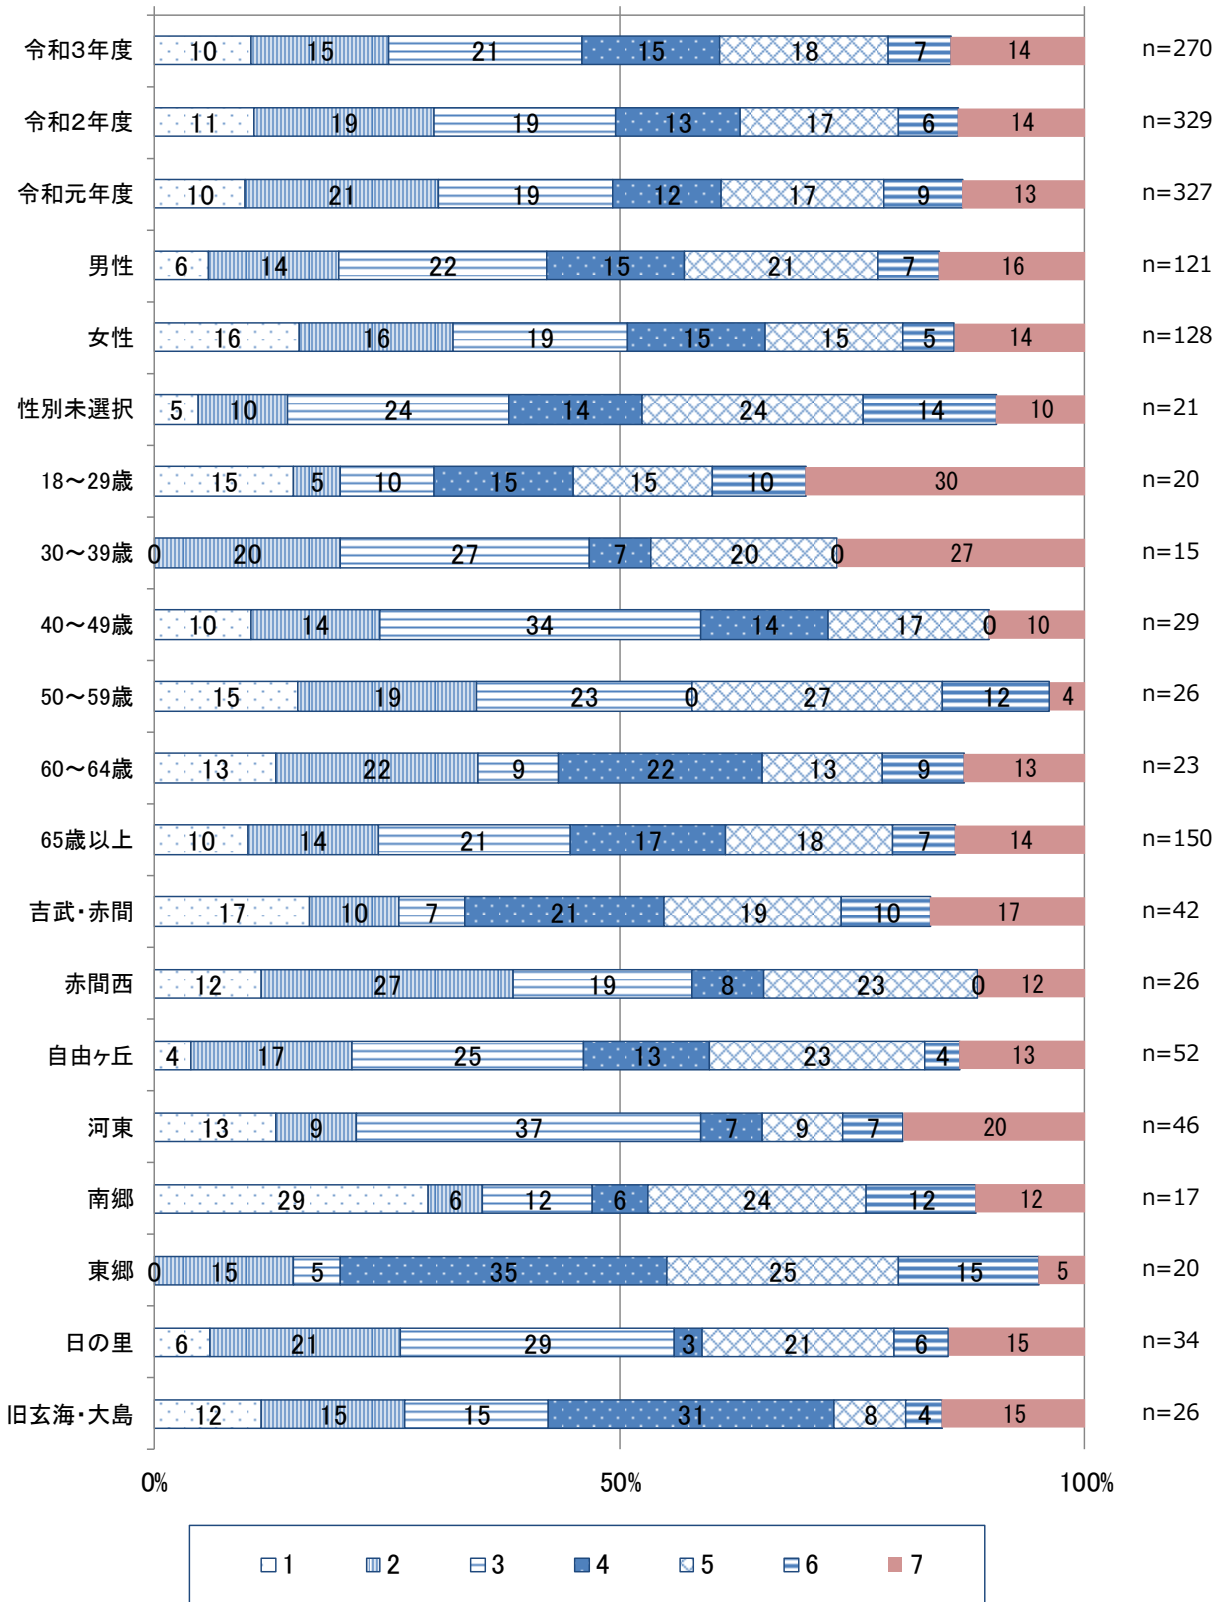 令和3年度 10 15 21 15 18 7 14 n=270
令和2年度 11 19 19 13 17 6 14 n=329
令和元年度 10 21 19 12 17 9 13 n=327
男性 6 14 22 15 21 7 16 n=121
女性 16 16 19 15 15 5 14 n=128
性別未選択 5 10 24 14 24 14 10 n=21
18～29歳 15 5 10 15 15 10 30 n=20
30～39歳 0 20 27 7 20 0 27 n=15
40～49歳 10 14 34 14 17 0 10 n=29
50～59歳 15 19 23 0 27 12 4 n=26
60～64歳 13 22 9 22 13 9 13 n=23
65歳以上 10 14 21 17 18 7 14 n=150
吉武・赤間 17 10 7 21 19 10 17 n=42
赤間西 12 27 19 8 23 0 12 n=26
自由ヶ丘 4 17 25 13 23 4 13 n=52
河東 13 9 37 7 9 7 20 n=46
南郷 29 6 12 6 24 12 12 n=17
東郷 0 15 5 35 25 15 5 n=20
日の里 6 21 29 3 21 6 15 n=34
旧玄海・大島 12 15 15 31 8 4 15 n=26
0% 50% 100%
1 2 3 4 5 6 7